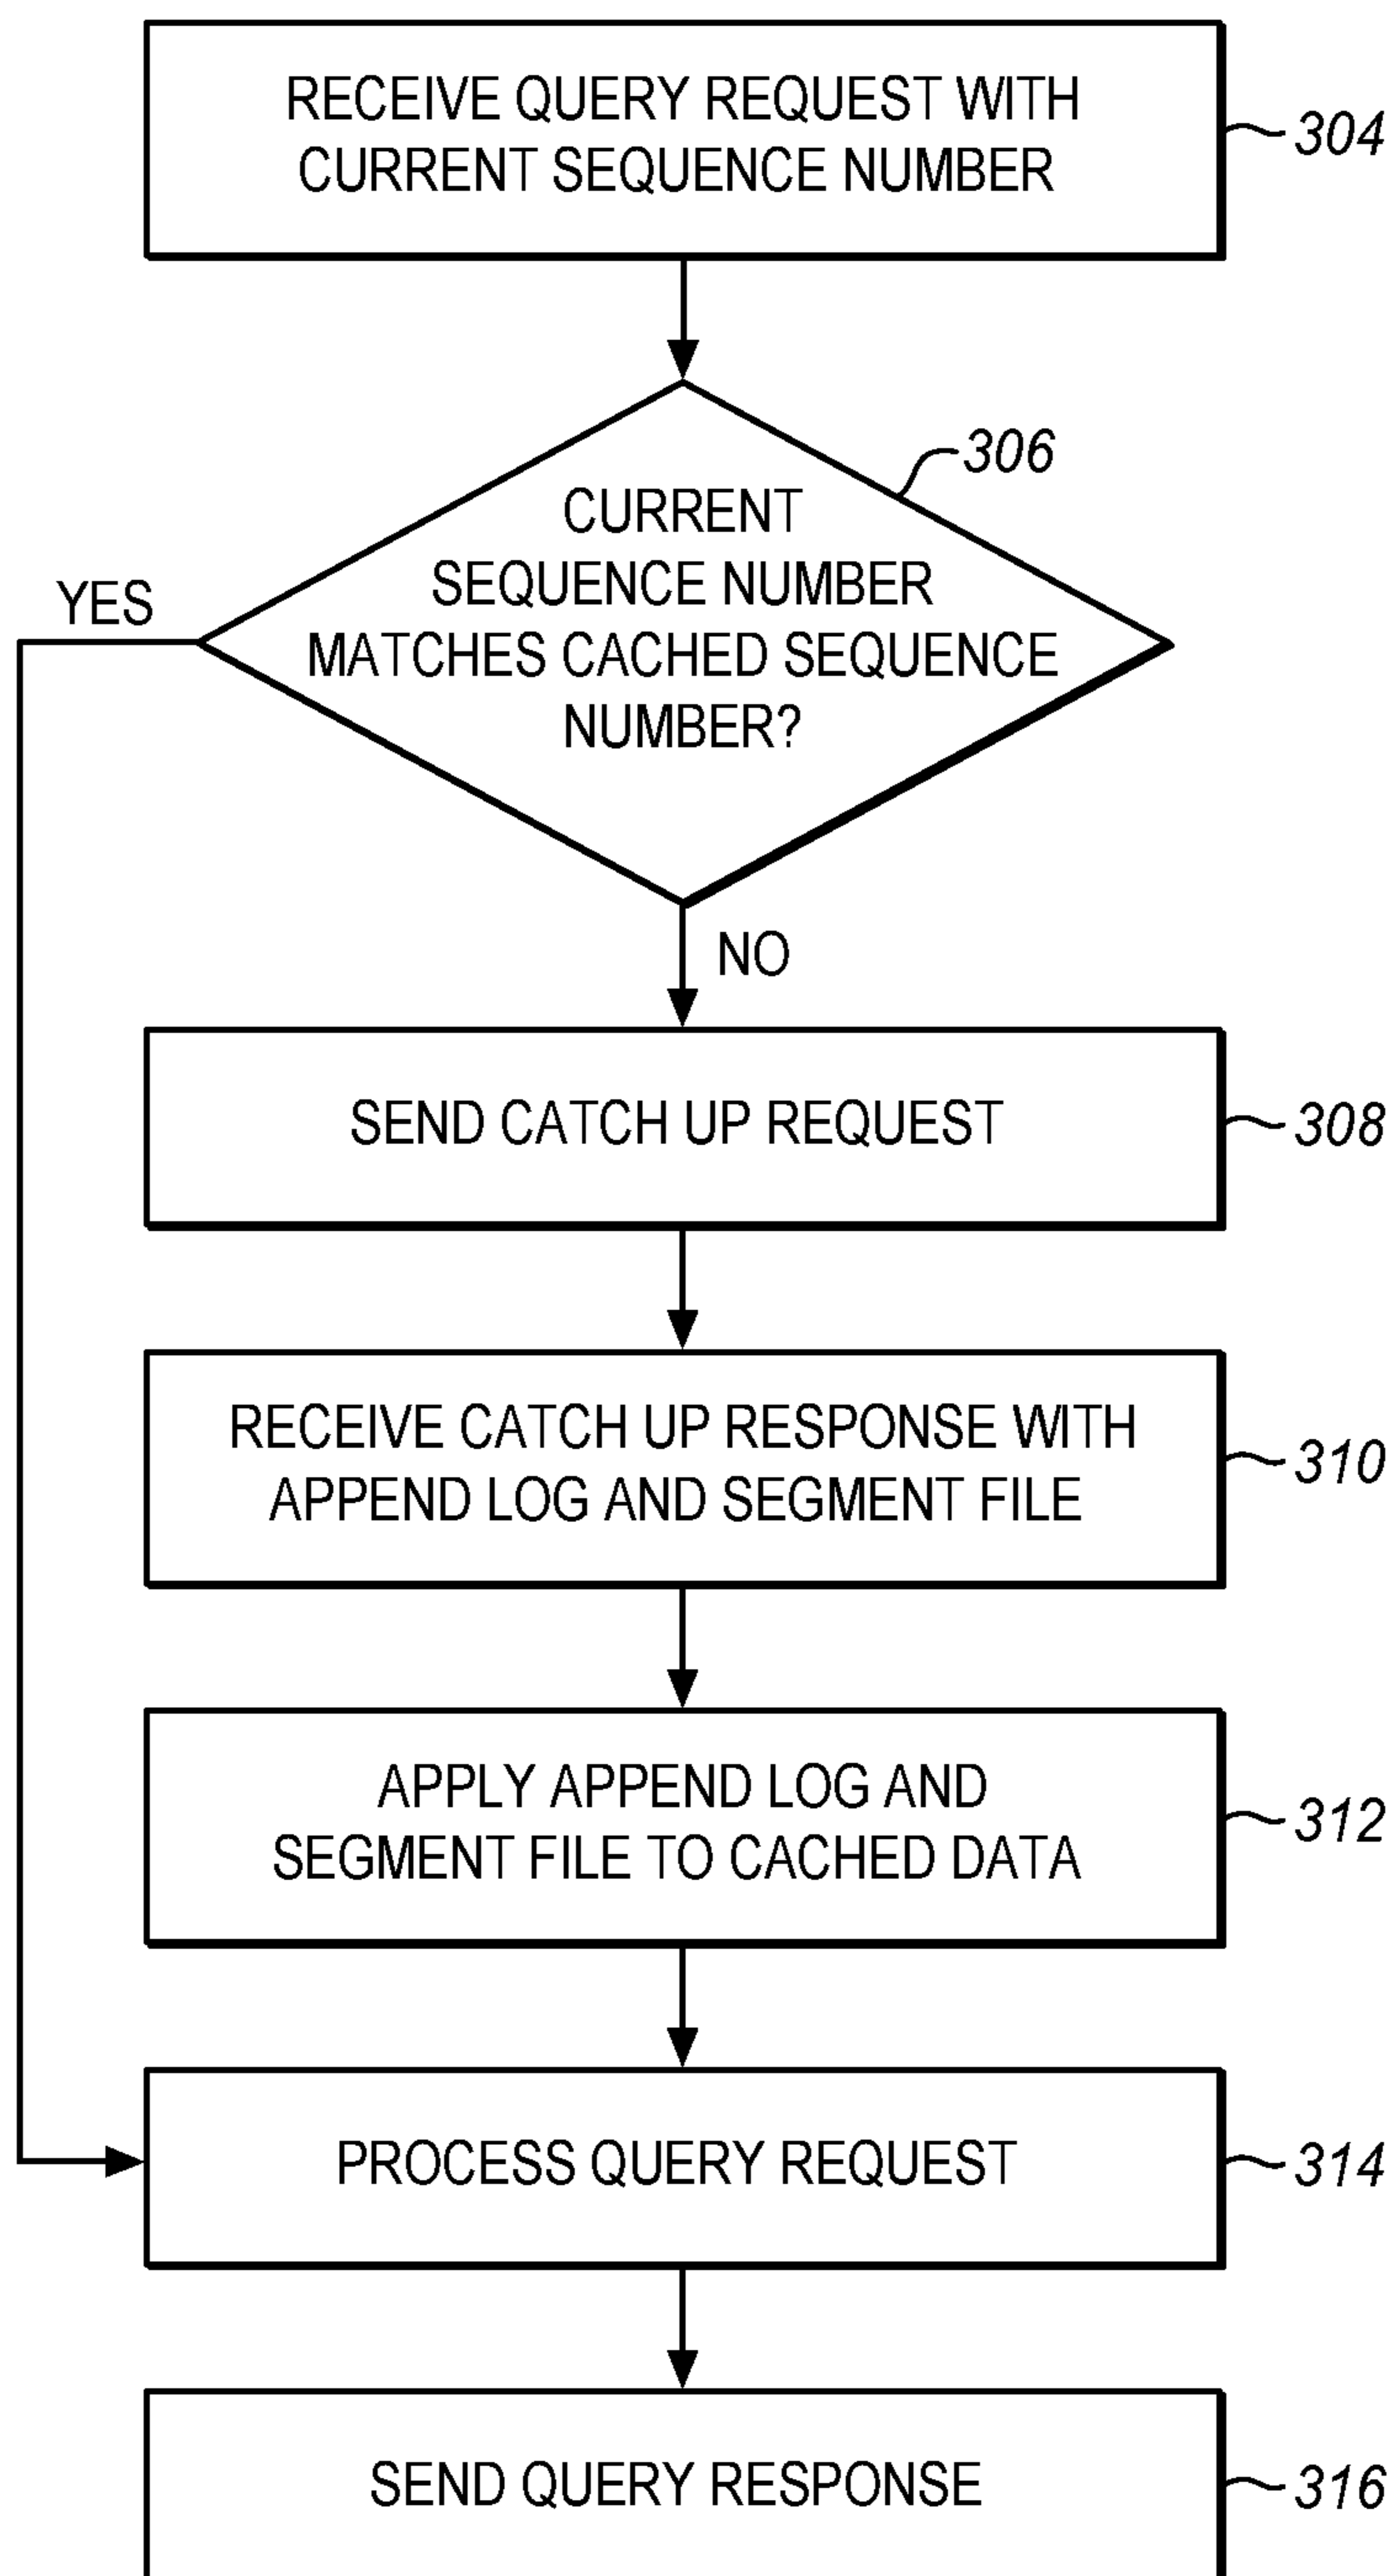 RECEIVE QUERY REQUEST WITH
CURRENT SEQUENCE NUMBER
304
306
CURRENT
SEQUENCE NUMBER
MATCHES CACHED SEQUENCE
NUMBER?
YES
NO
SEND CATCH UP REQUEST
308
RECEIVE CATCH UP RESPONSE WITH
APPEND LOG AND SEGMENT FILE
310
APPLY APPEND LOG AND
SEGMENT FILE TO CACHED DATA
312
PROCESS QUERY REQUEST
314
SEND QUERY RESPONSE
316